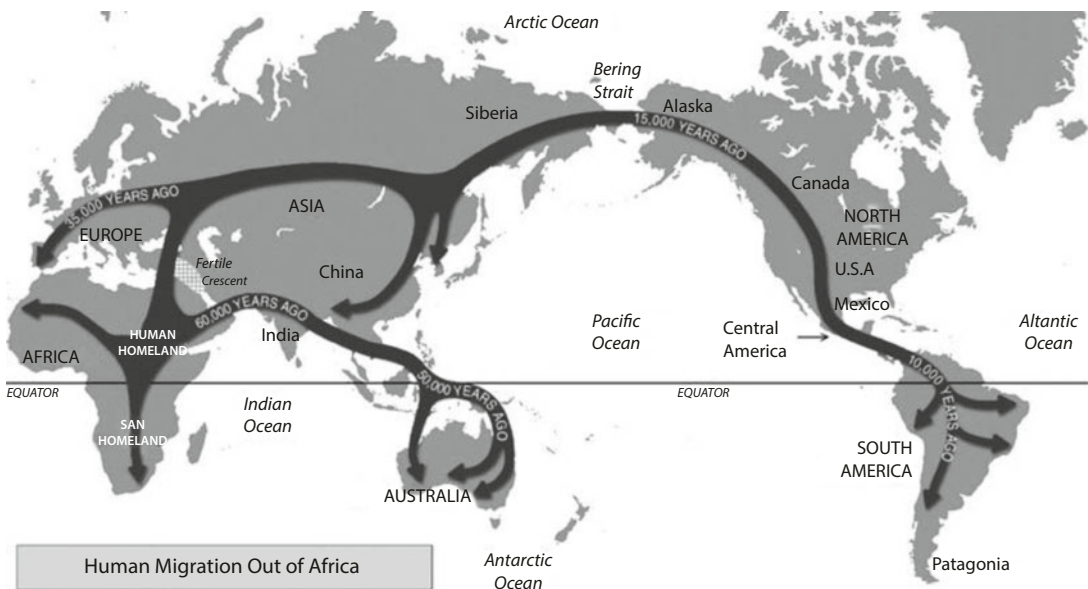 Arctic Ocean
Bering
Strait
Siberia
Alaska
15,000 YEARS AGO
Canada
35,000 YEARS AGO
ASIA
EUROPE
NORTH
AMERICA
Fertile
Crescent
China
U.S.A
60,000 YEARS AGO
Mexico
India
HUMAN
HOMELAND
AFRICA
Pacific
Ocean
Central
America
Altantic
Ocean
10,000 YEARS AGO
50,000 YEARS AGO
EQUATOR
EQUATOR
Indian
Ocean
SAN
HOMELAND
SOUTH
AMERICA
AUSTRALIA
Human Migration Out of Africa
Antarctic
Ocean
Patagonia